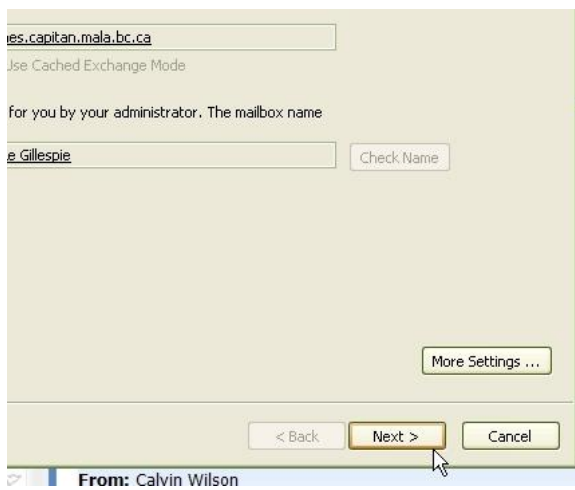 es.capitan.mala.bc.ca
Use Cached Exchange Mode
for you by your administrator. The mailbox name
e Gillespie
Check Name
More Settings ...
< Back
Next >
Cancel
From: Calvin Wilson